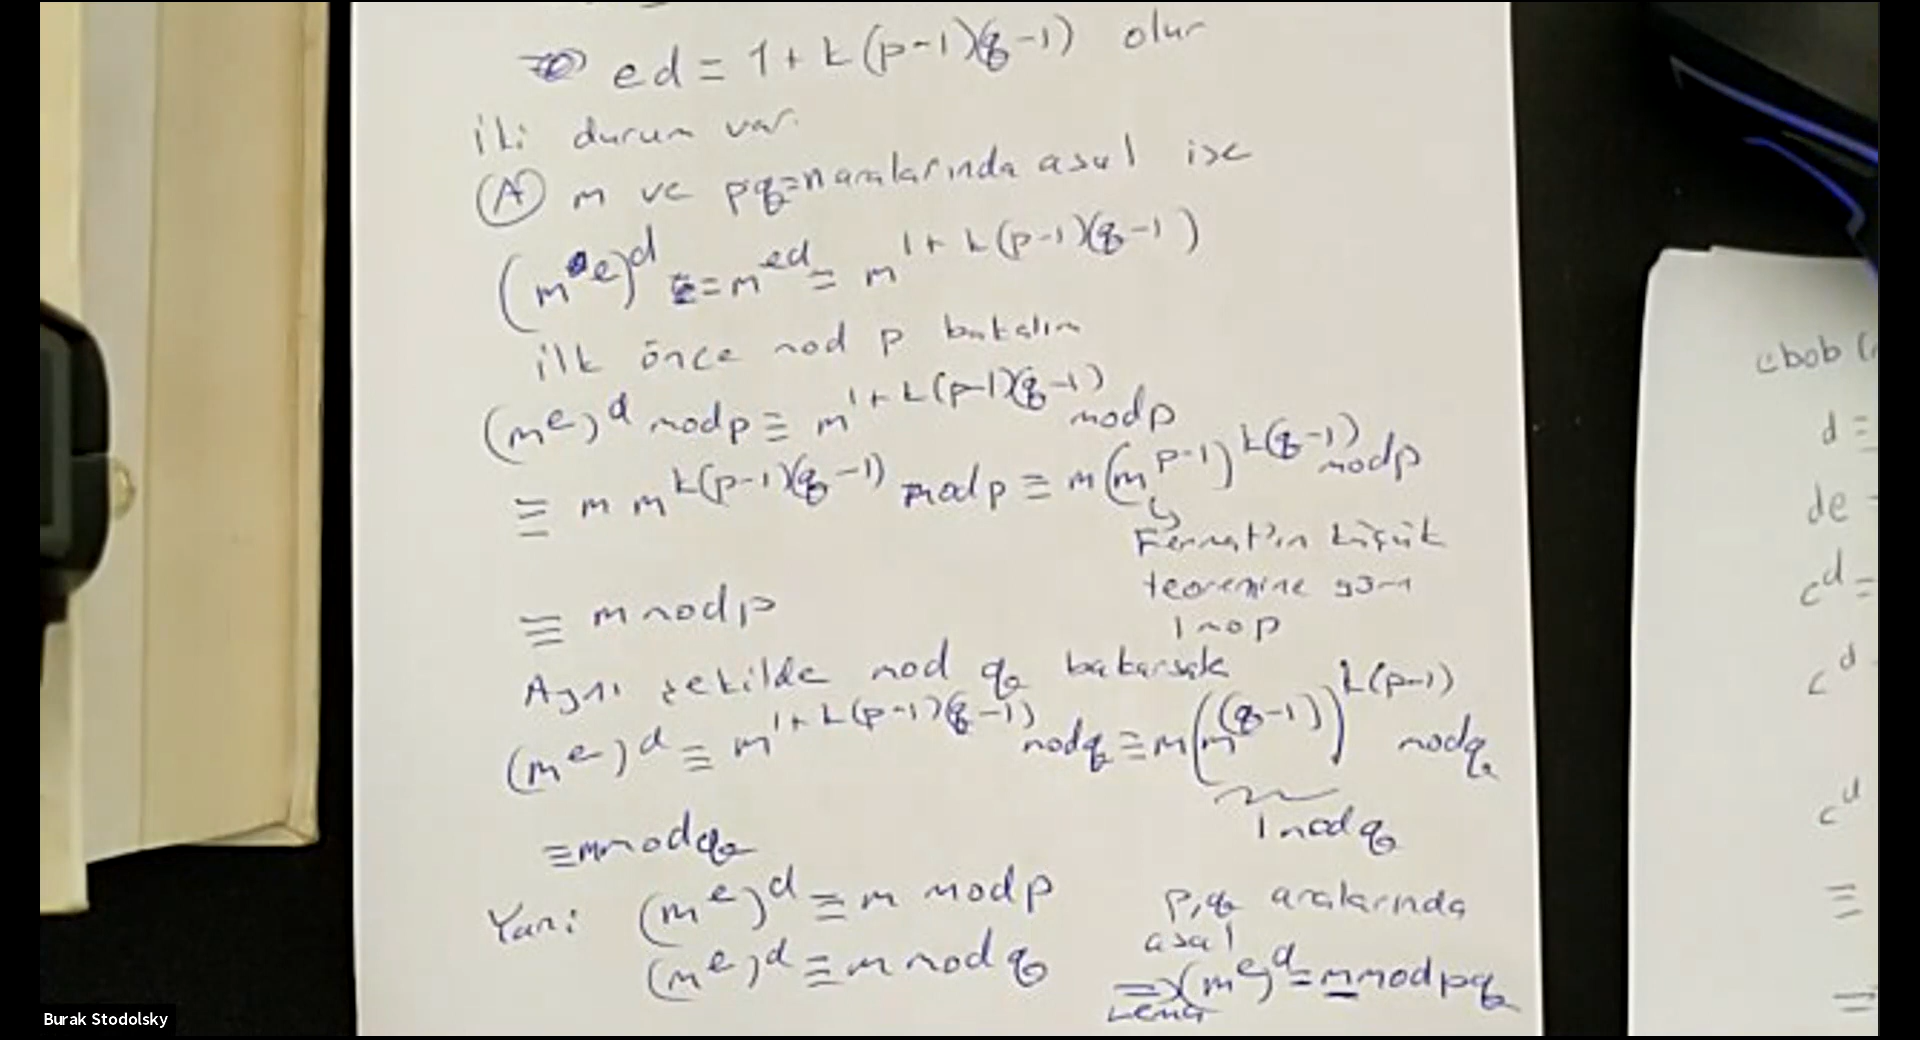 ed = 1 + k(p-1)(q-1) olur
iki durum var.
(A) m ve pq=n aralarında asal ise
(m^e)^d = m^ed = m^1+k(p-1)(q-1)
ilk önce mod p bakalım
(m^e)^d mod p ≡ m^1+k(p-1)(q-1) mod p
≡ m m^k(p-1)(q-1) mod p ≡ m(m^p-1)^k(q-1) mod p
↳ Fermat'ın küçük
teoremine göre
1 mo p
≡ m mod p
Aynı şekilde mod q bakarsak
(m^e)^d ≡ m^1+k(p-1)(q-1) mod q ≡ m(m^(q-1))^k(p-1) mod q
1 mod q
≡ m mod q
Yani (m^e)^d ≡ m mod p
(m^e)^d ≡ m mod q
p,q aralarında
asal
⇒ (m^e)^d = m mod pq
Lema
ebob (
d =
de
c^d =
c^d
c^d
≡
=
Burak Stodolsky